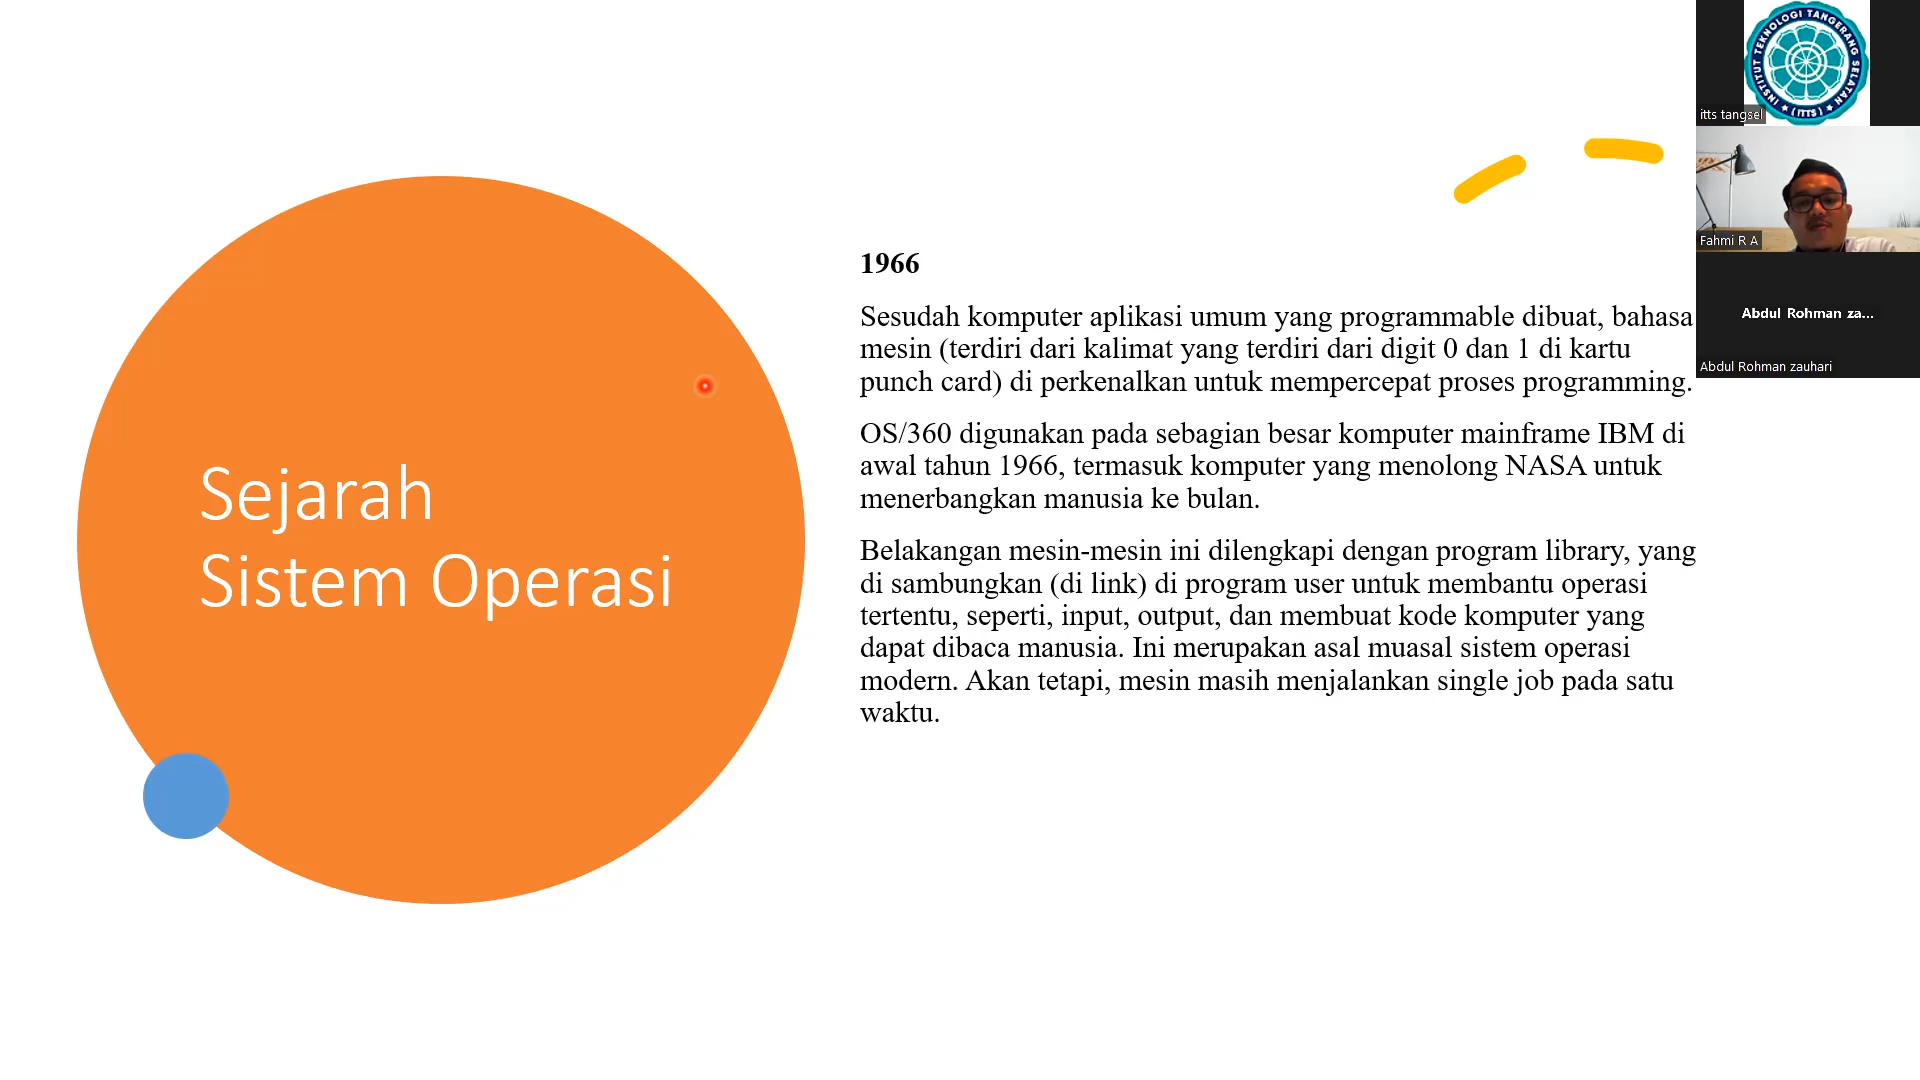 Sejarah
Sistem Operasi
1966
Sesudah komputer aplikasi umum yang programmable dibuat, bahasa
mesin (terdiri dari kalimat yang terdiri dari digit 0 dan 1 di kartu
punch card) di perkenalkan untuk mempercepat proses programming.
OS/360 digunakan pada sebagian besar komputer mainframe IBM di
awal tahun 1966, termasuk komputer yang menolong NASA untuk
menerbangkan manusia ke bulan.
Belakangan mesin-mesin ini dilengkapi dengan program library, yang
di sambungkan (di link) di program user untuk membantu operasi
tertentu, seperti, input, output, dan membuat kode komputer yang
dapat dibaca manusia. Ini merupakan asal muasal sistem operasi
modern. Akan tetapi, mesin masih menjalankan single job pada satu
waktu.
INSTITUT TEKNOLOGI TANGERANG SELATAN
(ITTS)
itts tangsel
Fahmi R A
Abdul Rohman za...
Abdul Rohman zauhari